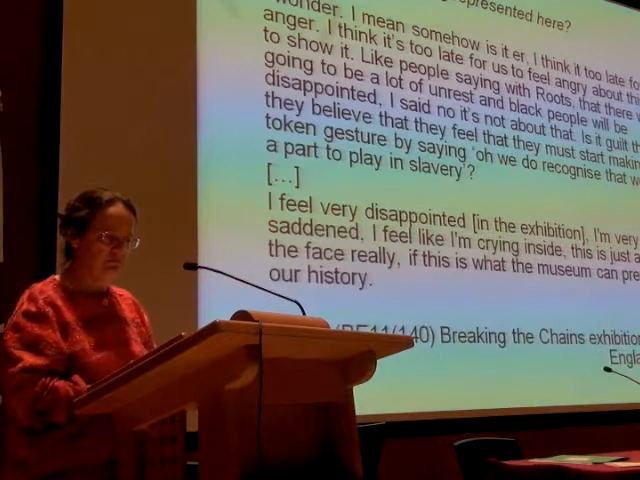 wonder. I mean somehow is it er, I think it too late fo
represented here?
anger. I think it's too late for us to feel angry about thi
to show it. Like people saying with Roots, that there w
going to be a lot of unrest and black people will be
disappointed, I said no it's not about that. Is it guilt th
they believe that they feel that they must start makin
token gesture by saying 'oh we do recognise that w
a part to play in slavery'?
[...]
I feel very disappointed [in the exhibition], I'm very
saddened, I feel like I'm crying inside, this is just a
the face really, if this is what the museum can pre
our history.
(BF11/140) Breaking the Chains exhibition
Engla